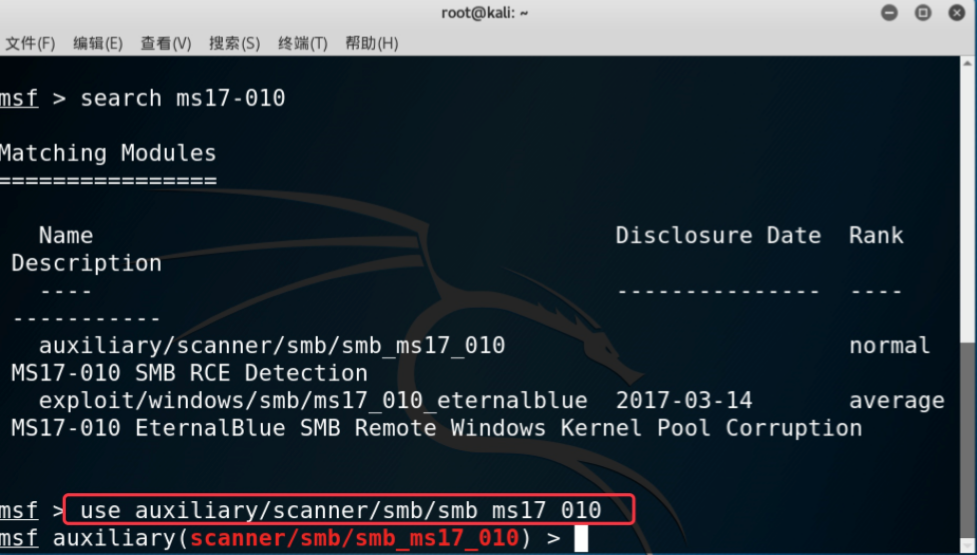 root@kali: ~
文件(F) 编辑(E) 查看(V) 搜索(S) 终端(T) 帮助(H)
msf > search ms17-010
Matching Modules
================
Name Disclosure Date Rank
Description
---- --------------- ----
-----------
auxiliary/scanner/smb/smb_ms17_010 normal
MS17-010 SMB RCE Detection
exploit/windows/smb/ms17_010_eternalblue 2017-03-14 average
MS17-010 EternalBlue SMB Remote Windows Kernel Pool Corruption
msf > use auxiliary/scanner/smb/smb_ms17_010
msf auxiliary(scanner/smb/smb_ms17_010) >